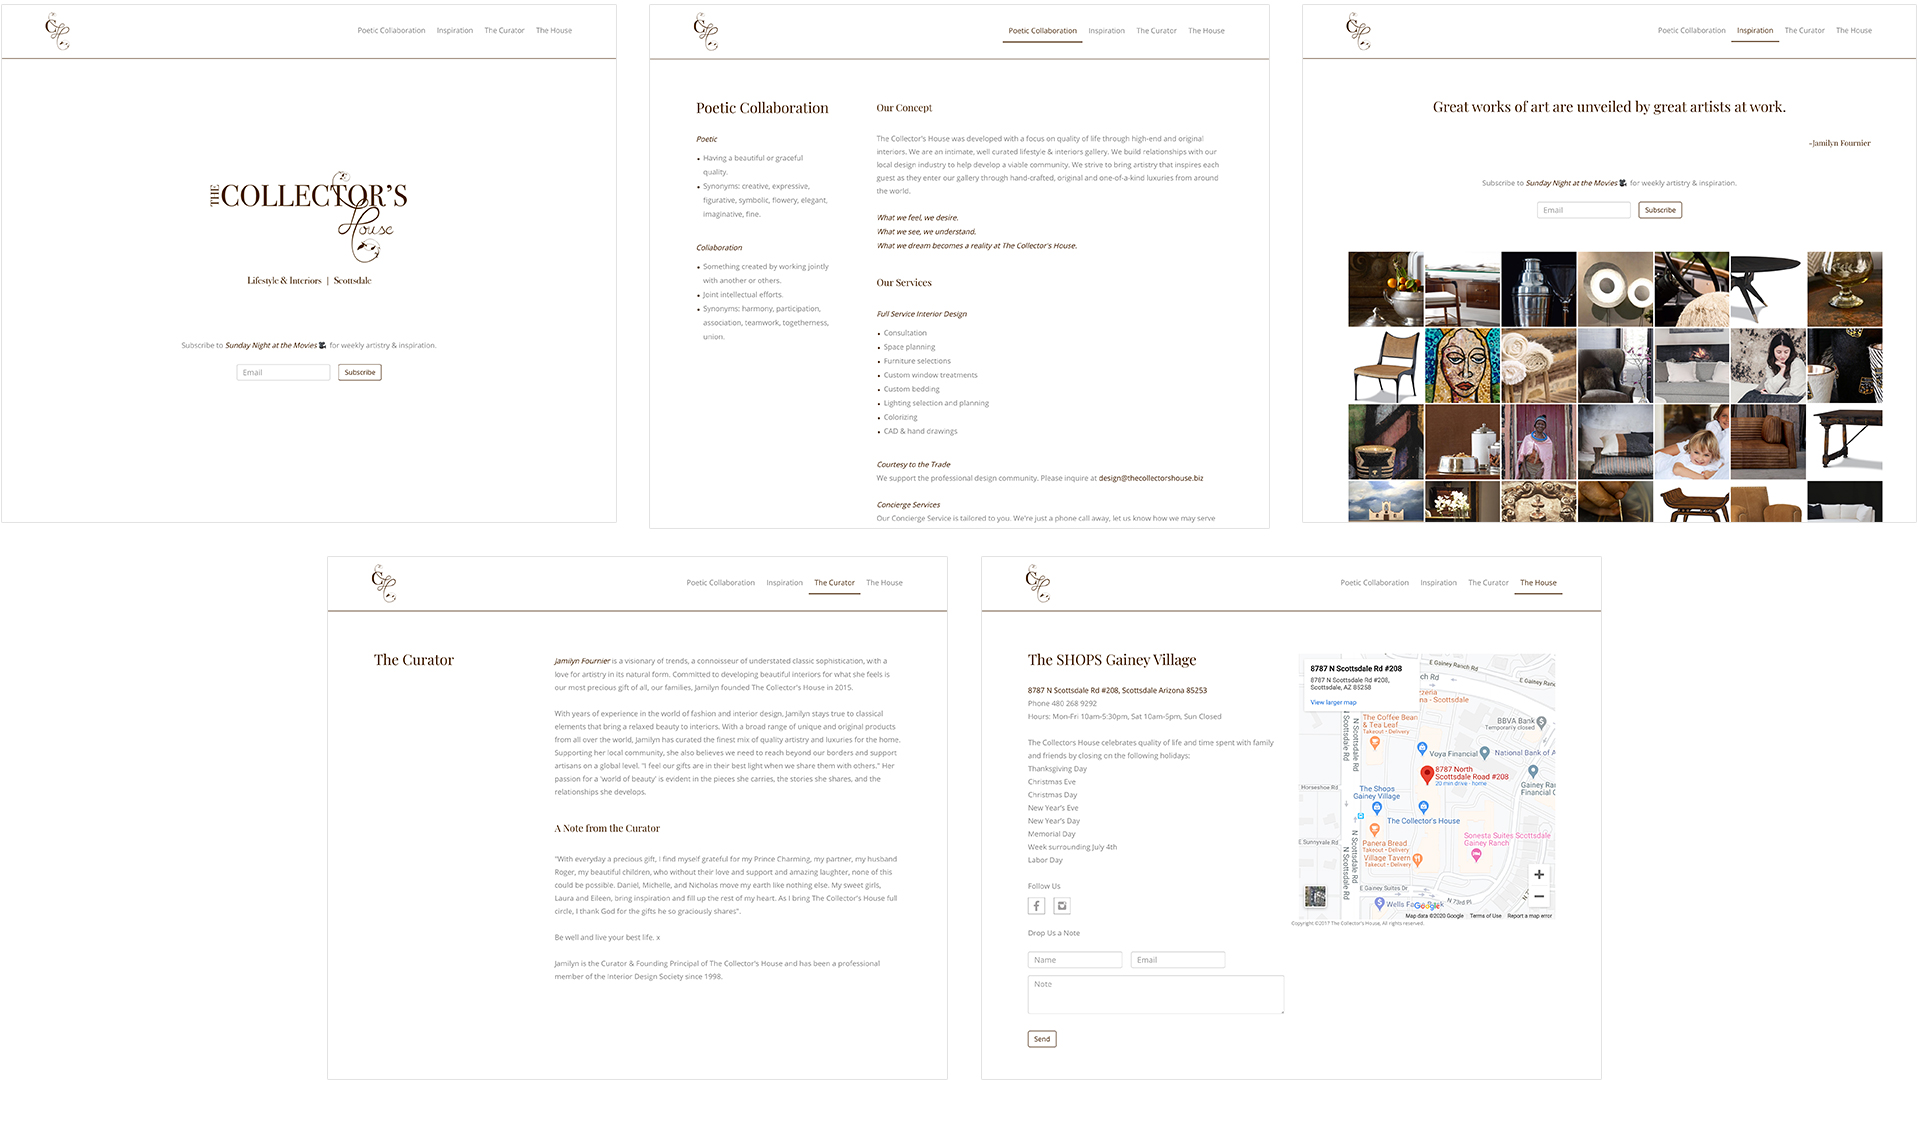 Poetic Collaboration Inspiration The Curator The House
THE COLLECTOR'S
House
Lifestyle & Interiors | Scottsdale
Subscribe to Sunday Night at the Movies for weekly artistry & inspiration.
Email Subscribe
Poetic Collaboration Inspiration The Curator The House
Poetic Collaboration
Poetic
• Having a beautiful or graceful
quality.
• Synonyms: creative, expressive,
figurative, symbolic, flowery, elegant,
imaginative, fine.
Collaboration
• Something created by working jointly
with another or others.
• Joint intellectual efforts.
• Synonyms: harmony, participation,
association, teamwork, togetherness,
union.
Our Concept
The Collector's House was developed with a focus on quality of life through high-end and original
interiors. We are an intimate, well curated lifestyle & interiors gallery. We build relationships with our
local design industry to help develop a viable community. We strive to bring artistry that inspires each
guest as they enter our gallery through hand-crafted, original and one-of-a-kind luxuries from around
the world.
What we feel, we desire.
What we see, we understand.
What we dream becomes a reality at The Collector's House.
Our Services
Full Service Interior Design
• Consultation
• Space planning
• Furniture selections
• Custom window treatments
• Custom bedding
• Lighting selection and planning
• Colorizing
• CAD & hand drawings
Courtesy to the Trade
We support the professional design community. Please inquire at design@thecollectorshouse.biz
Concierge Services
Our Concierge Service is tailored to you. We're just a phone call away, let us know how we may serve
Poetic Collaboration Inspiration The Curator The House
Great works of art are unveiled by great artists at work.
-Jamilyn Fournier
Subscribe to Sunday Night at the Movies for weekly artistry & inspiration.
Email Subscribe
Poetic Collaboration Inspiration The Curator The House
The Curator
Jamilyn Fournier is a visionary of trends, a connoisseur of understated classic sophistication, with a
love for artistry in its natural form. Committed to developing beautiful interiors for what she feels is
our most precious gift of all, our families, Jamilyn founded The Collector's House in 2015.
With years of experience in the world of fashion and interior design, Jamilyn stays true to classical
elements that bring a relaxed beauty to interiors. With a broad range of unique and original products
from all over the world, Jamilyn has curated the finest mix of quality artistry and luxuries for the home.
Supporting her local community, she also believes we need to reach beyond our borders and support
artisans on a global level. "I feel our gifts are in their best light when we share them with others." Her
passion for a 'world of beauty' is evident in the pieces she carries, the stories she shares, and the
relationships she develops.
A Note from the Curator
"With everyday a precious gift, I find myself grateful for my Prince Charming, my partner, my husband
Roger, my beautiful children, who without their love and support and amazing laughter, none of this
could be possible. Daniel, Michelle, and Nicholas move my earth like nothing else. My sweet girls,
Laura and Eileen, bring inspiration and fill up the rest of my heart. As I bring The Collector's House full
circle, I thank God for the gifts he so graciously shares".
Be well and live your best life. x
Jamilyn is the Curator & Founding Principal of The Collector's House and has been a professional
member of the Interior Design Society since 1998.
Poetic Collaboration Inspiration The Curator The House
The SHOPS Gainey Village
8787 N Scottsdale Rd #208, Scottsdale Arizona 85253
Phone 480 268 9292
Hours: Mon-Fri 10am-5:30pm, Sat 10am-5pm, Sun Closed
The Collectors House celebrates quality of life and time spent with family
and friends by closing on the following holidays:
Thanksgiving Day
Christmas Eve
Christmas Day
New Year's Eve
New Year's Day
Memorial Day
Week surrounding July 4th
Labor Day
Follow Us
Drop Us a Note
Name Email
Note
Send
8787 N Scottsdale Rd #208
8787 N Scottsdale Rd #208,
Scottsdale, AZ 85258
View larger map
E Gainey Ranch Rd
E Gainey Ranch Rd
ch Rd
zeria
na - Scottsdale
N Scottsdale Rd
N Scottsdale Rd
The Coffee Bean
& Tea Leaf
Takeout • Delivery
BBVA Bank
Temporarily closed
Voya Financial
National Bank of A
8787 North
Scottsdale Road #208
20 min drive - home
Gainey Ra
Financial C
Horseshoe Rd
The Shops
Gainey Village
The Collector's House
Sonesta Suites Scottsdale
Gainey Ranch
E Sunnyvale Rd
Panera Bread
Takeout • Delivery
Village Tavern
Takeout • Delivery
N Scottsdale Rd
N Scottsdale Rd
E Gainey Suites Dr
N 73rd Pl
Wells Fa Bank
Google
Map data ©2020 Google Terms of Use Report a map error
Copyright ©2017 The Collector's House, All rights reserved.